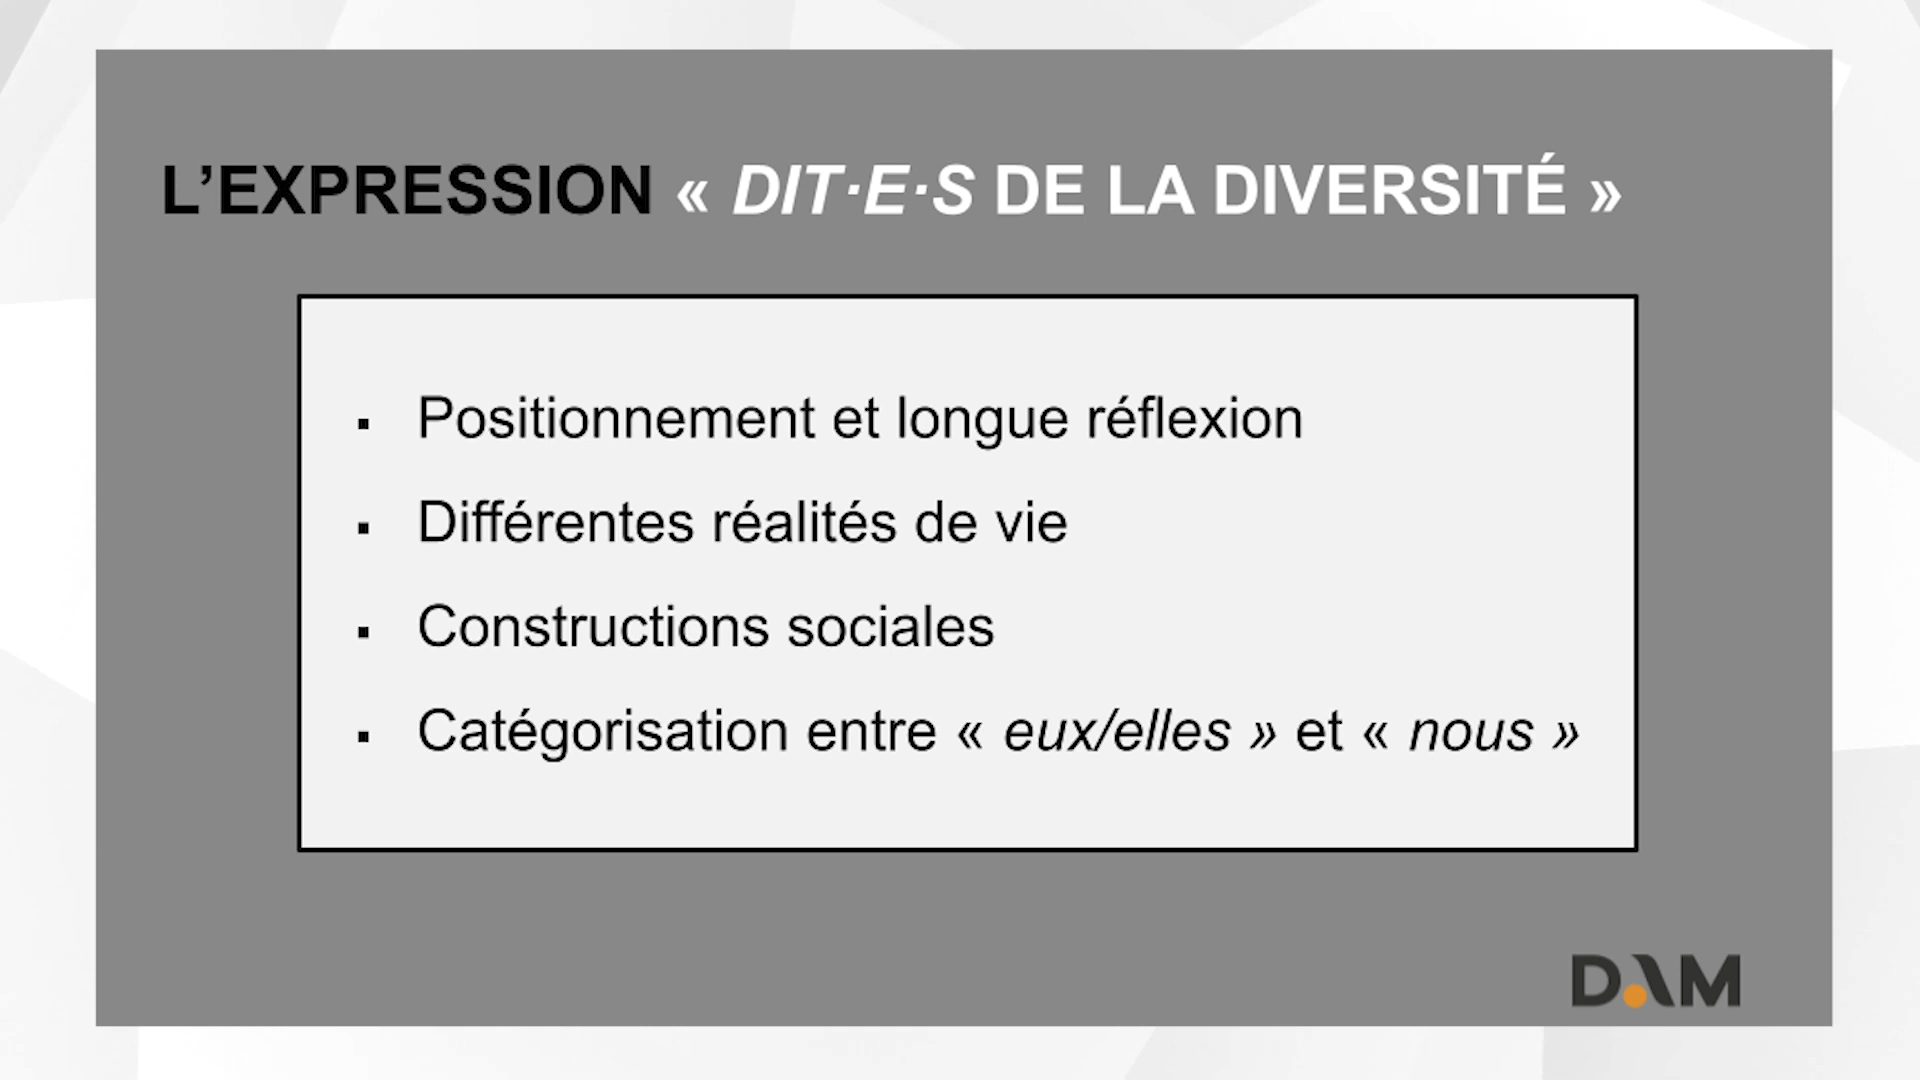 L’EXPRESSION « DIT·E·S DE LA DIVERSITÉ »
▪ Positionnement et longue réflexion
▪ Différentes réalités de vie
▪ Constructions sociales
▪ Catégorisation entre « eux/elles » et « nous »
DAM